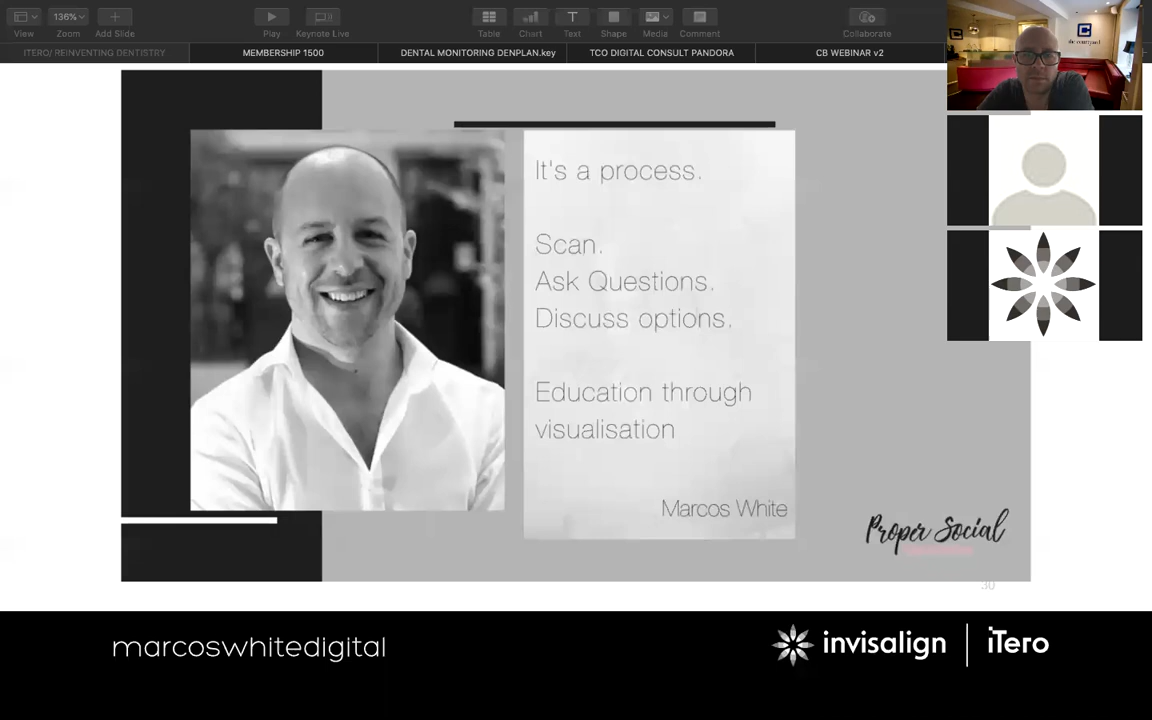 136%
View
Zoom
Add Slide
Play
Keynote Live
Table
Chart
Text
Shape
Media
Comment
Collaborate
ITERO/ REINVENTING DENTISTRY
MEMBERSHIP 1500
DENTAL MONITORING DENPLAN.key
TCO DIGITAL CONSULT PANDORA
CB WEBINAR v2
It's a process.
Scan.
Ask Questions.
Discuss options.
Education through
visualisation
Marcos White
Proper Social
30
marcoswhitedigital
invisalign
iTero